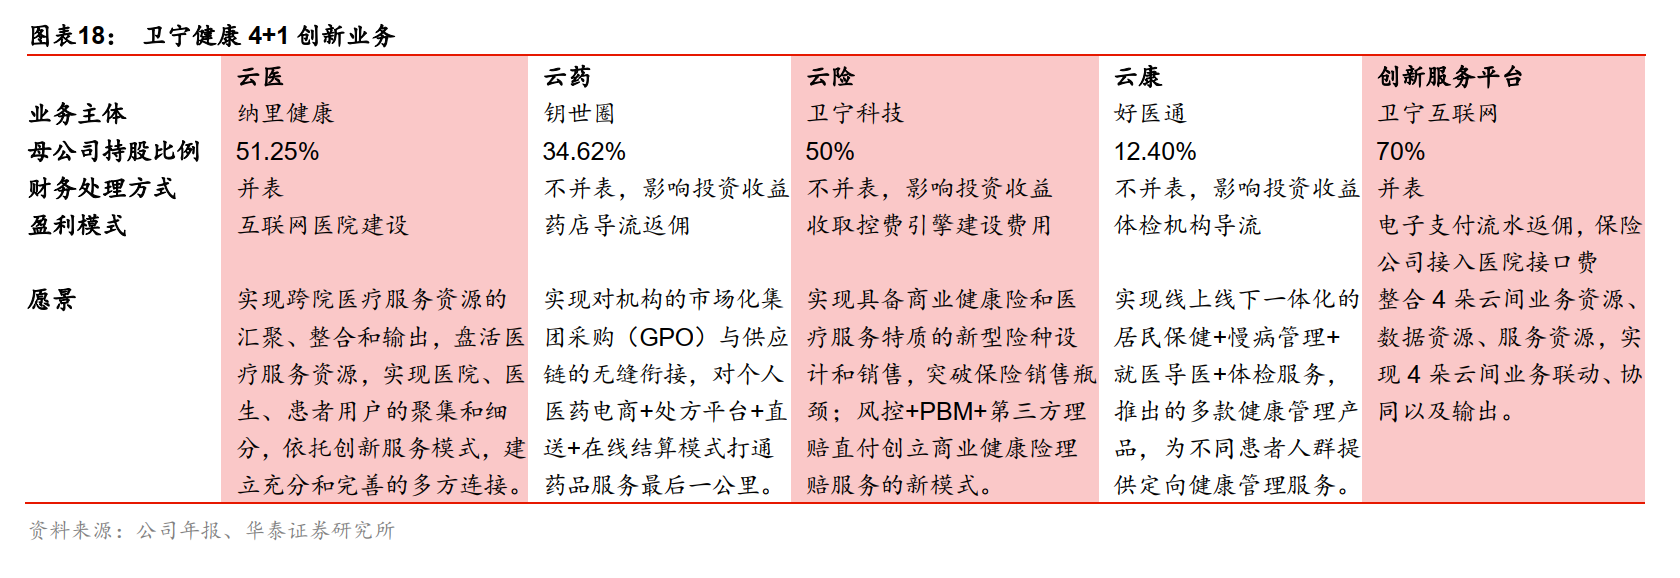 图表18： 卫宁健康 4+1 创新业务
云医 云药 云险 云康 创新服务平台
业务主体 纳里健康 钥世圈 卫宁科技 好医通 卫宁互联网
母公司持股比例 51.25% 34.62% 50% 12.40% 70%
财务处理方式 并表 不并表，影响投资收益 不并表，影响投资收益 不并表，影响投资收益 并表
盈利模式 互联网医院建设 药店导流返佣 收取控费引擎建设费用 体检机构导流 电子支付流水返佣，保险
公司接入医院接口费
愿景 实现跨院医疗服务资源的 实现对机构的市场化集 实现具备商业健康险和医 实现线上线下一体化的 整合 4 朵云间业务资源、
汇聚、整合和输出，盘活医 团采购（GPO）与供应 疗服务特质的新型险种设 居民保健+慢病管理+ 数据资源、服务资源，实
疗服务资源，实现医院、医 链的无缝衔接，对个人 计和销售，突破保险销售瓶 就医导医+体检服务， 现 4 朵云间业务联动、协
生、患者用户的聚集和细 医药电商+处方平台+直 颈；风控+PBM+第三方理 推出的多款健康管理产 同以及输出。
分，依托创新服务模式，建 送+在线结算模式打通 赔直付创立商业健康险理 品，为不同患者人群提
立充分和完善的多方连接。 药品服务最后一公里。 赔服务的新模式。 供定向健康管理服务。
资料来源：公司年报、华泰证券研究所